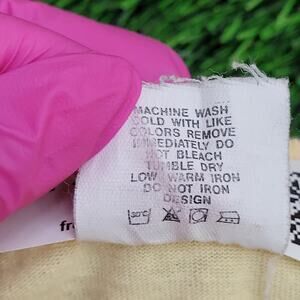 MACHINE WASH
COLD WITH LIKE
COLORS REMOVE
IMMEDIATELY DO
NOT BLEACH
TUMBLE DRY
LOW WARM IRON
DO NOT IRON
DESIGN
fr